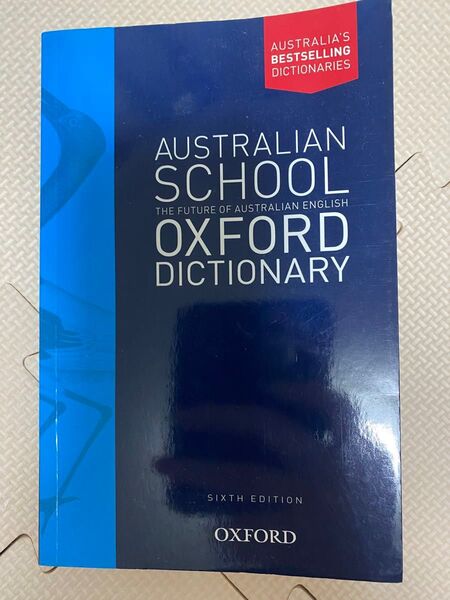 AUSTRALIA'S
BESTSELLING
DICTIONARIES
AUSTRALIAN
SCHOOL
THE FUTURE OF AUSTRALIAN ENGLISH
OXFORD
DICTIONARY
SIXTH EDITION
OXFORD